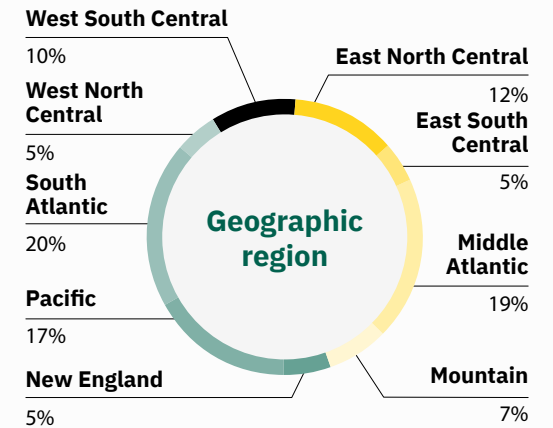 West South Central
10%
West North
Central
5%
South
Atlantic
20%
Pacific
17%
New England
5%
Geographic
region
East North Central
12%
East South
Central
5%
Middle
Atlantic
19%
Mountain
7%